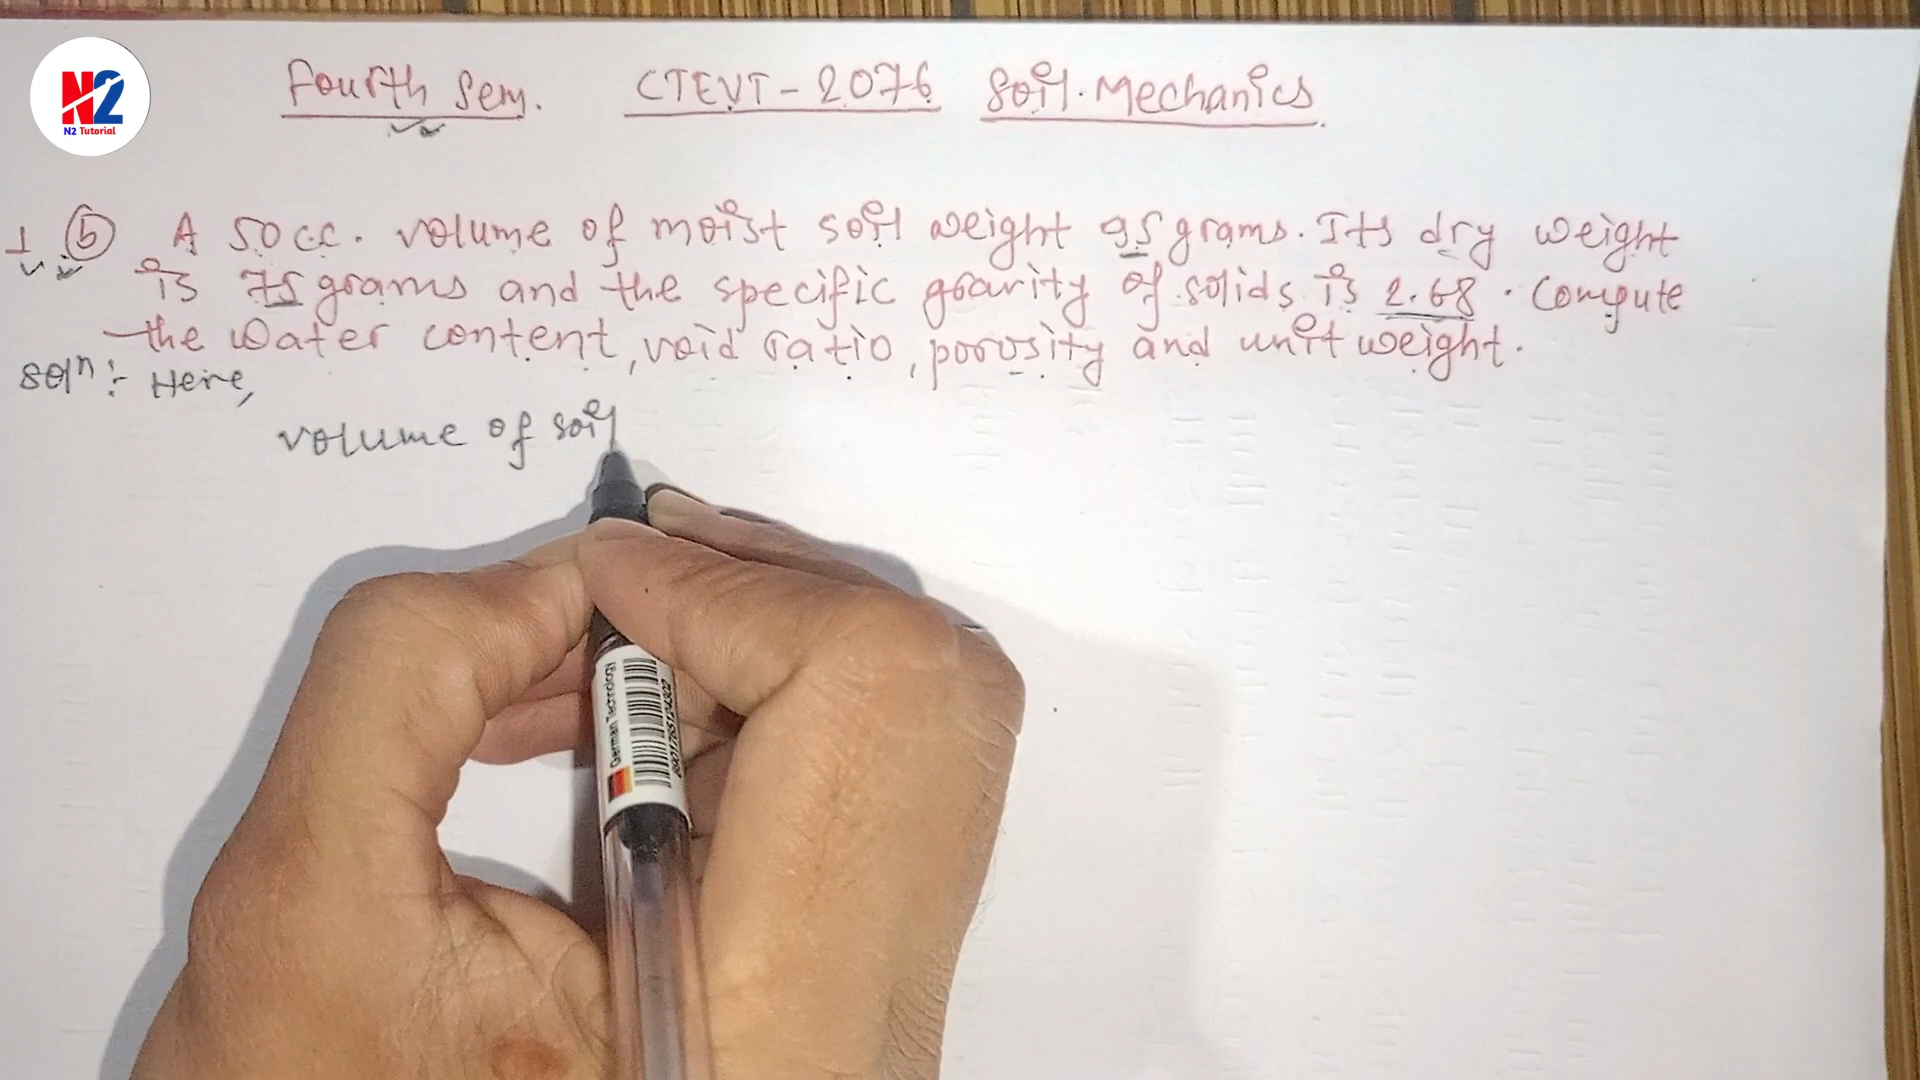 N2
N2 Tutorial
Fourth Sem. CTEVT-2076 Soil Mechanics
1. (b) A 50 c.c. volume of moist soil weight 95 grams. Its dry weight
is 75 grams and the specific gravity of solids is 2.68. Compute
the water content, void ratio, porosity and unit weight.
Solⁿ:- Here,
volume of soil
German Technology